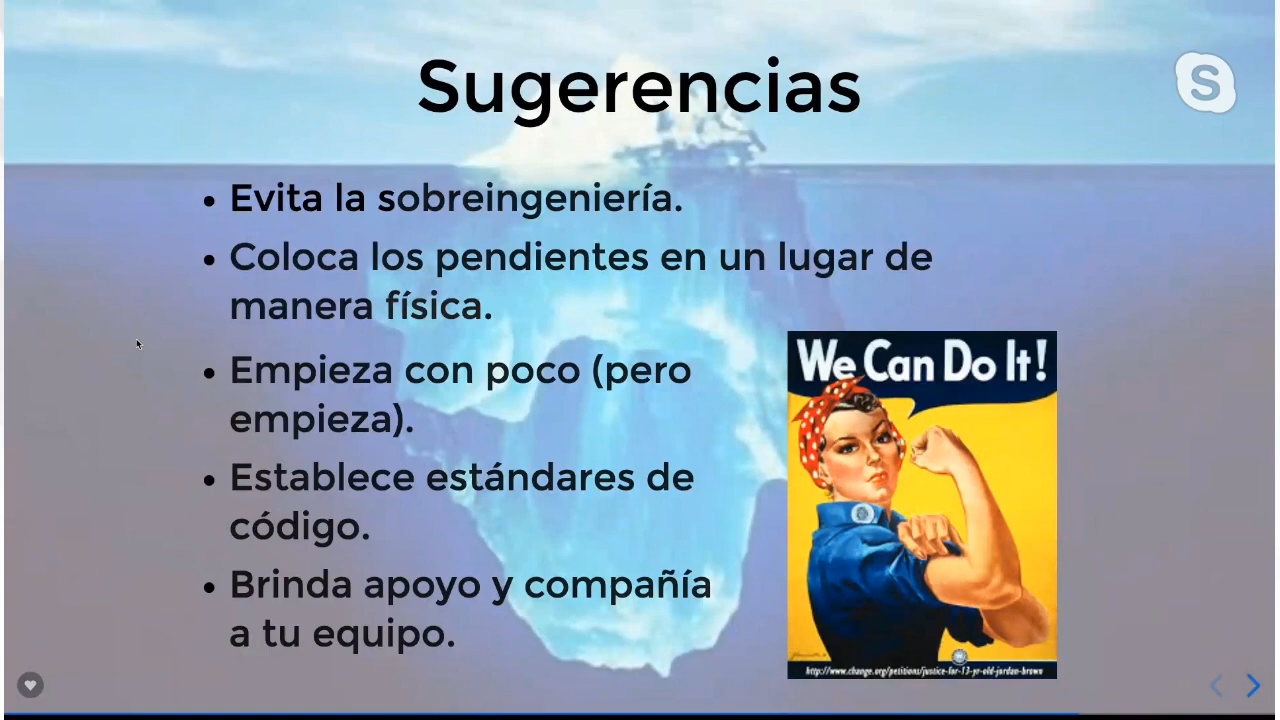 Sugerencias
S
Evita la sobreingeniería.
Coloca los pendientes en un lugar de
manera física.
Empieza con poco (pero
empieza).
Establece estándares de
código.
Brinda apoyo y compañía
a tu equipo.
We Can Do It!
http://www.change.org/petitions/justice-for-13-yr-old-jordan-brown